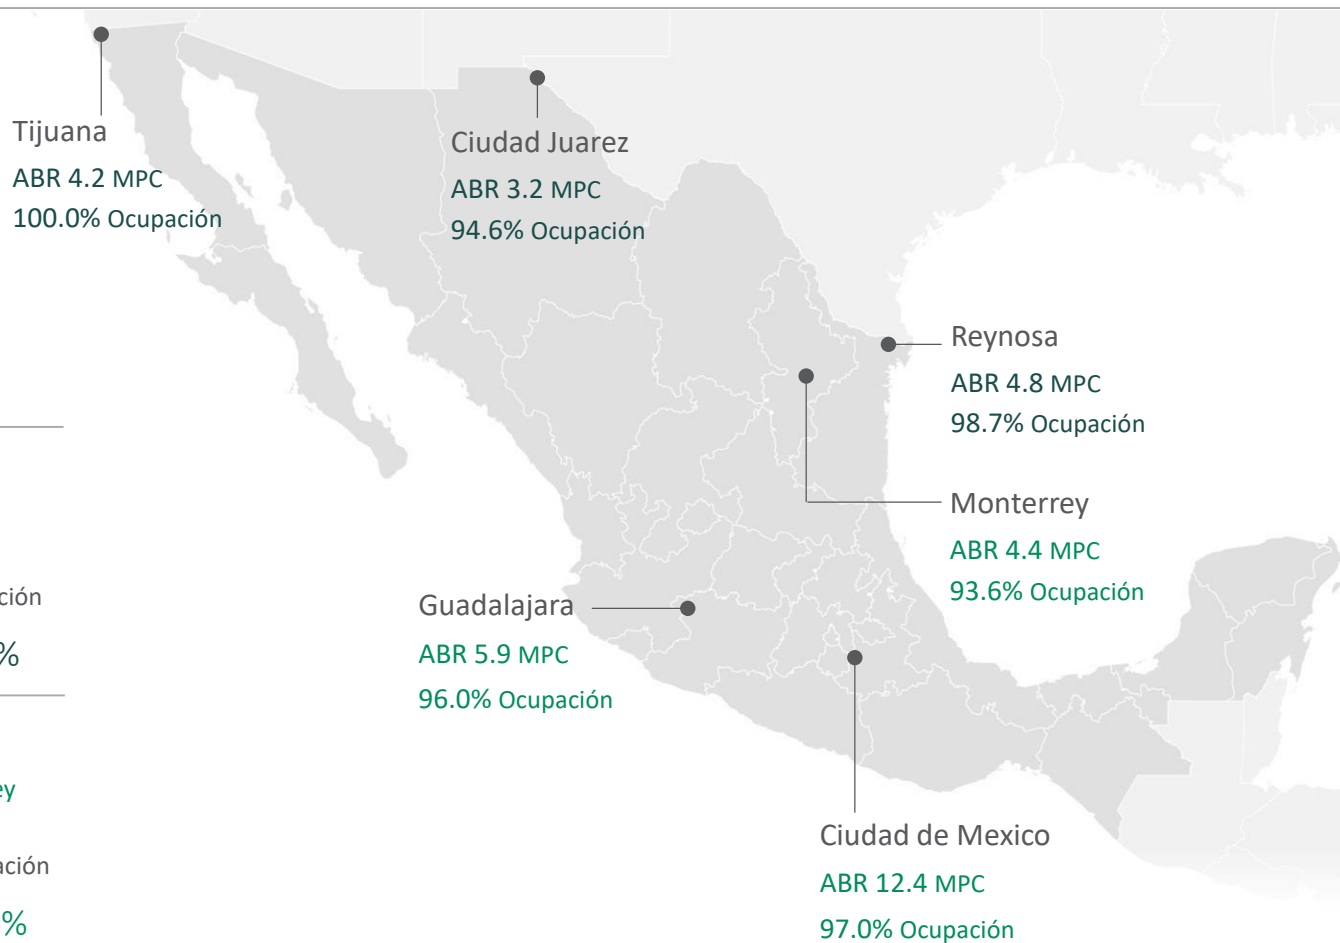 Tijuana
ABR 4.2 MPC
100.0% Ocupación
Ciudad Juarez
ABR 3.2 MPC
94.6% Ocupación
Reynosa
ABR 4.8 MPC
98.7% Ocupación
Monterrey
ABR 4.4 MPC
93.6% Ocupación
Guadalajara
ABR 5.9 MPC
96.0% Ocupación
Ciudad de Mexico
ABR 12.4 MPC
97.0% Ocupación
ción
%
ey
ación
%